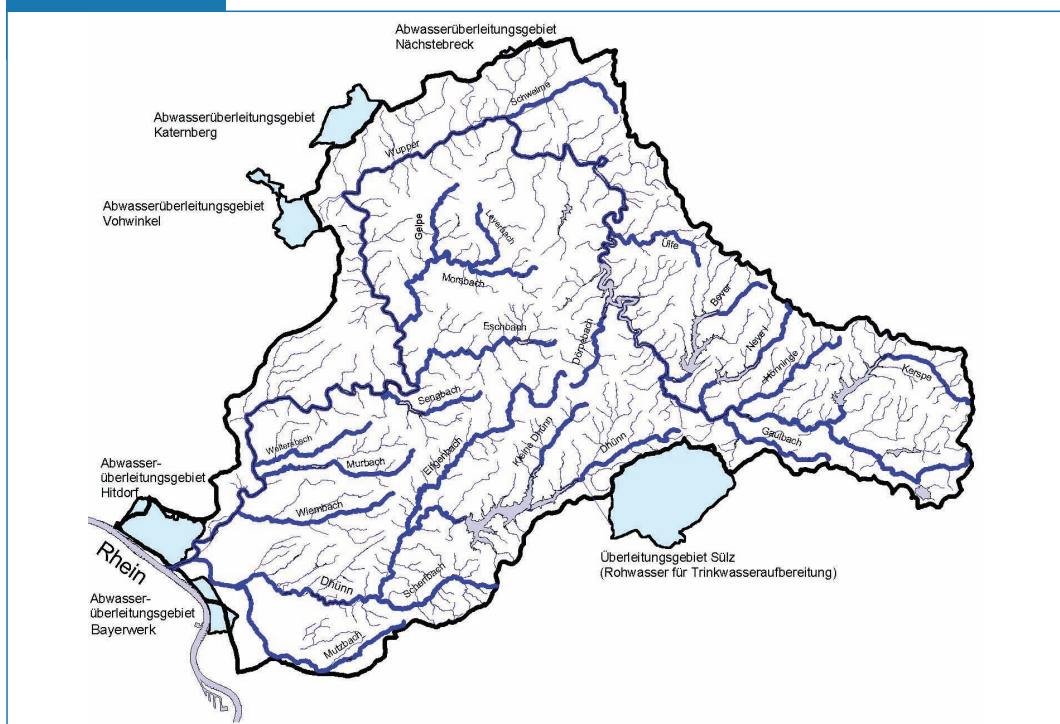 Abwasserüberleitungsgebiet
Nächstebreck
Schwelme
Abwasserüberleitungsgebiet
Katernberg
Wupper
Abwasserüberleitungsgebiet
Vohwinkel
Gelpe
Leyerbach
Ülfe
Morsbach
Bever
Eschbach
Dörpebach
Neye I
Hönninge
Kerspe
Sengbach
Gaulbach
Weltersbach
Eifgenbach
Kleine Dhünn
Dhünn
Murbach
Abwasser-
überleitungsgebiet
Hitdorf
Wiembach
Rhein
Überleitungsgebiet Sülz
(Rohwasser für Trinkwasseraufbereitung)
Dhünn
Scherfbach
Abwasser-
überleitungsgebiet
Bayerwerk
Mutzbach